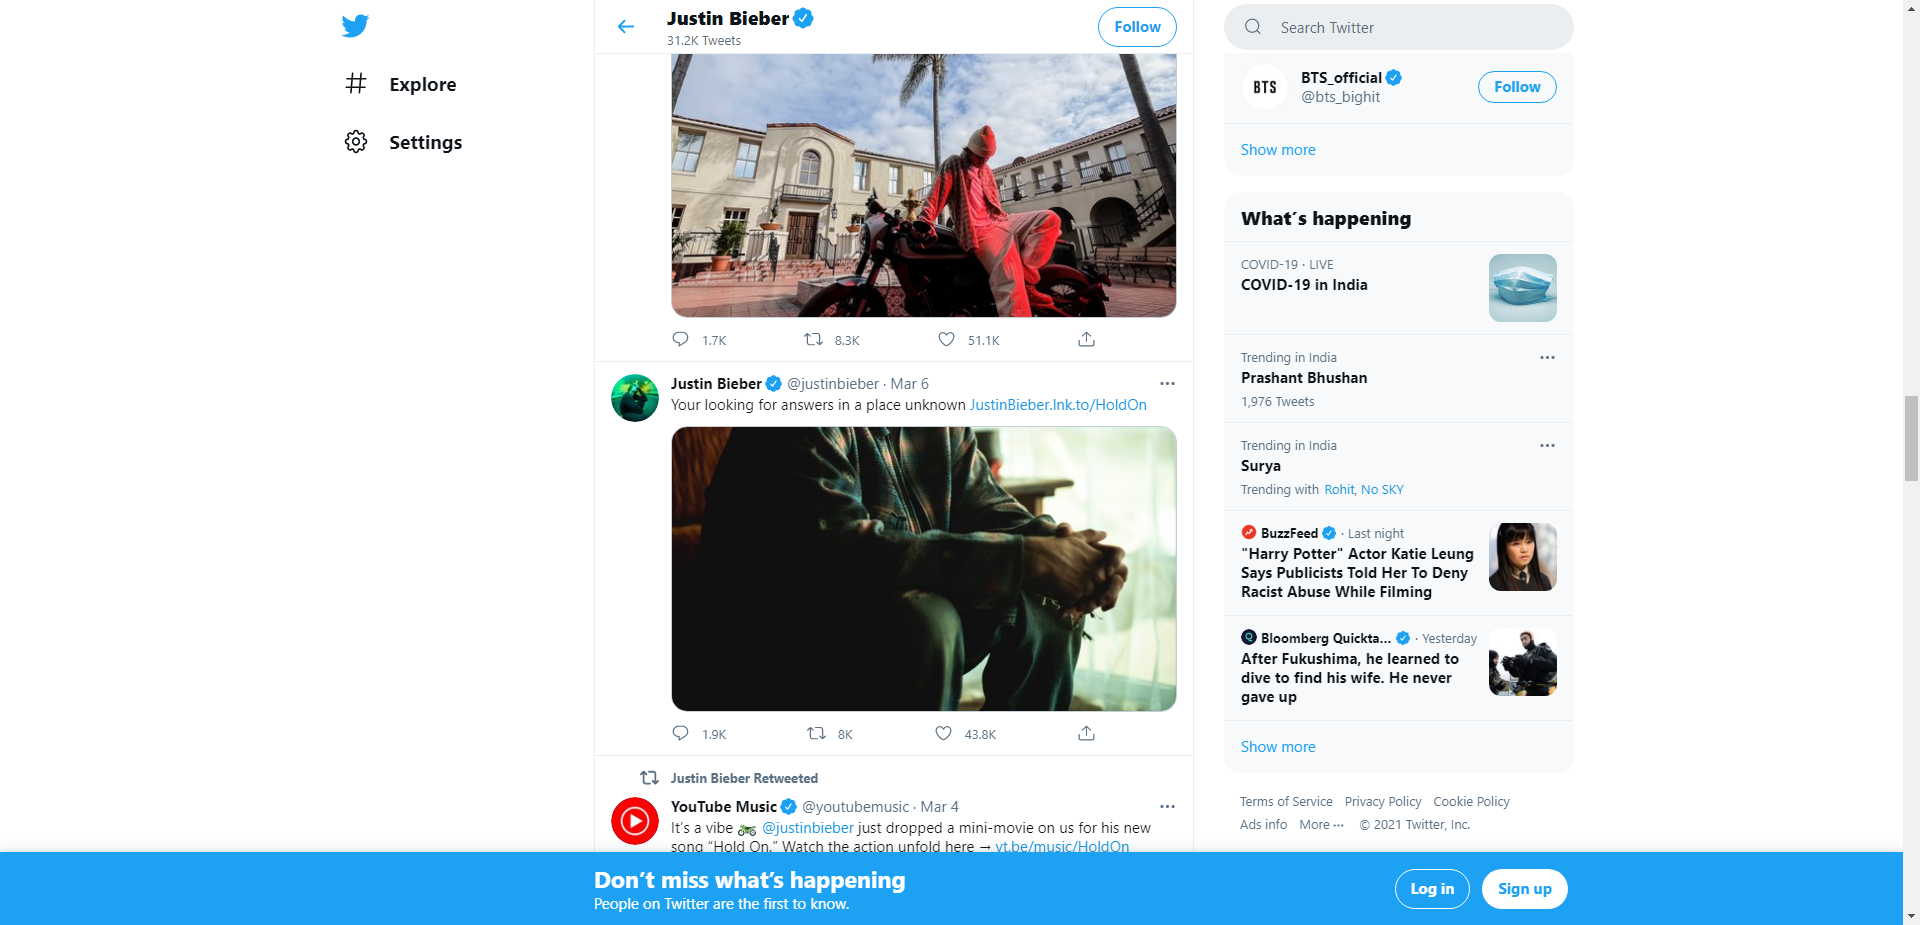 Explore
Settings
Justin Bieber
31.2K Tweets
Follow
1.7K
8.3K
51.1K
Justin Bieber @justinbieber · Mar 6
Your looking for answers in a place unknown JustinBieber.lnk.to/HoldOn
1.9K
8K
43.8K
Justin Bieber Retweeted
YouTube Music @youtubemusic · Mar 4
It's a vibe @justinbieber just dropped a mini-movie on us for his new
song “Hold On.” Watch the action unfold here → yt.be/music/HoldOn
Search Twitter
BTS
BTS_official
@bts_bighit
Follow
Show more
What's happening
COVID-19 · LIVE
COVID-19 in India
Trending in India
Prashant Bhushan
1,976 Tweets
Trending in India
Surya
Trending with Rohit, No SKY
BuzzFeed · Last night
"Harry Potter" Actor Katie Leung
Says Publicists Told Her To Deny
Racist Abuse While Filming
Bloomberg Quickta... · Yesterday
After Fukushima, he learned to
dive to find his wife. He never
gave up
Show more
Terms of Service Privacy Policy Cookie Policy
Ads info More ··· © 2021 Twitter, Inc.
Don’t miss what’s happening
People on Twitter are the first to know.
Log in
Sign up